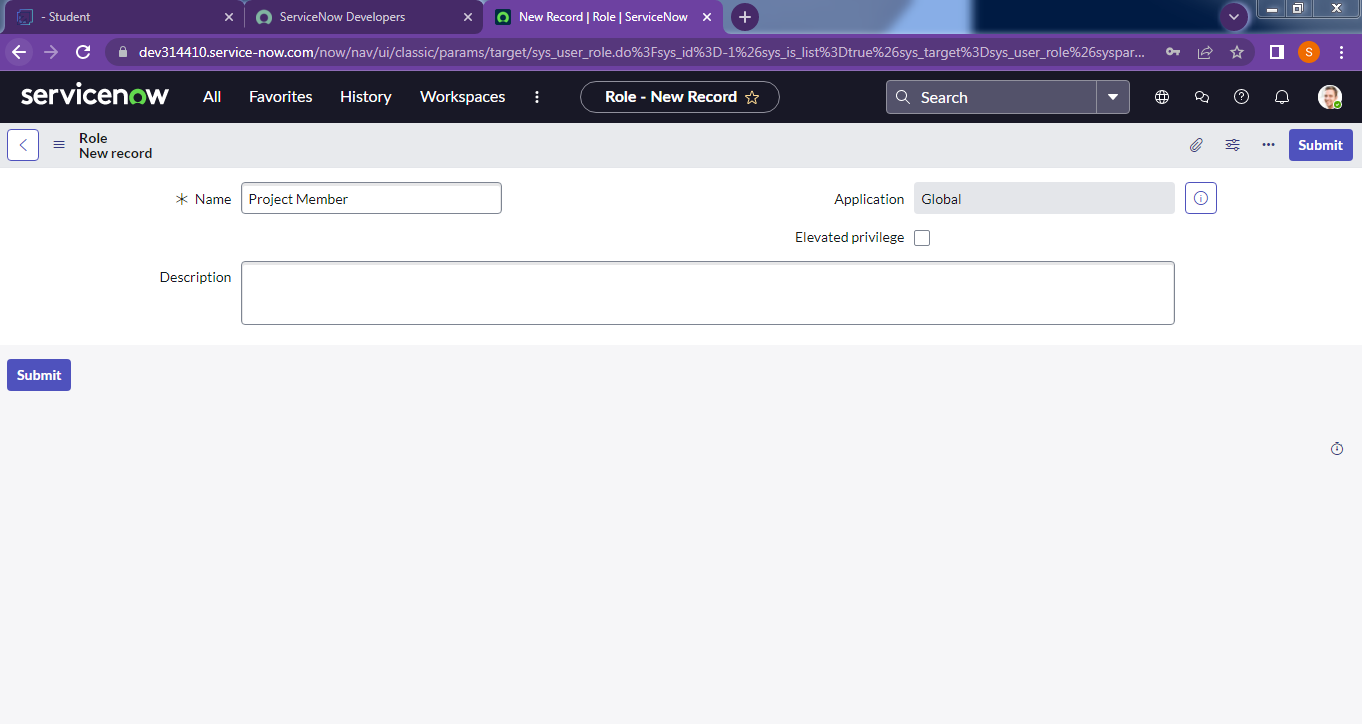 - Student
ServiceNow Developers
New Record | Role | ServiceNow
dev314410.service-now.com/now/nav/ui/classic/params/target/sys_user_role.do%3Fsys_id%3D-1%26sys_is_list%3Dtrue%26sys_target%3Dsys_user_role%26syspar...
S
servicenow
All
Favorites
History
Workspaces
Role - New Record
Search
Role
New record
Submit
Name
Project Member
Application
Global
Elevated privilege
Description
Submit